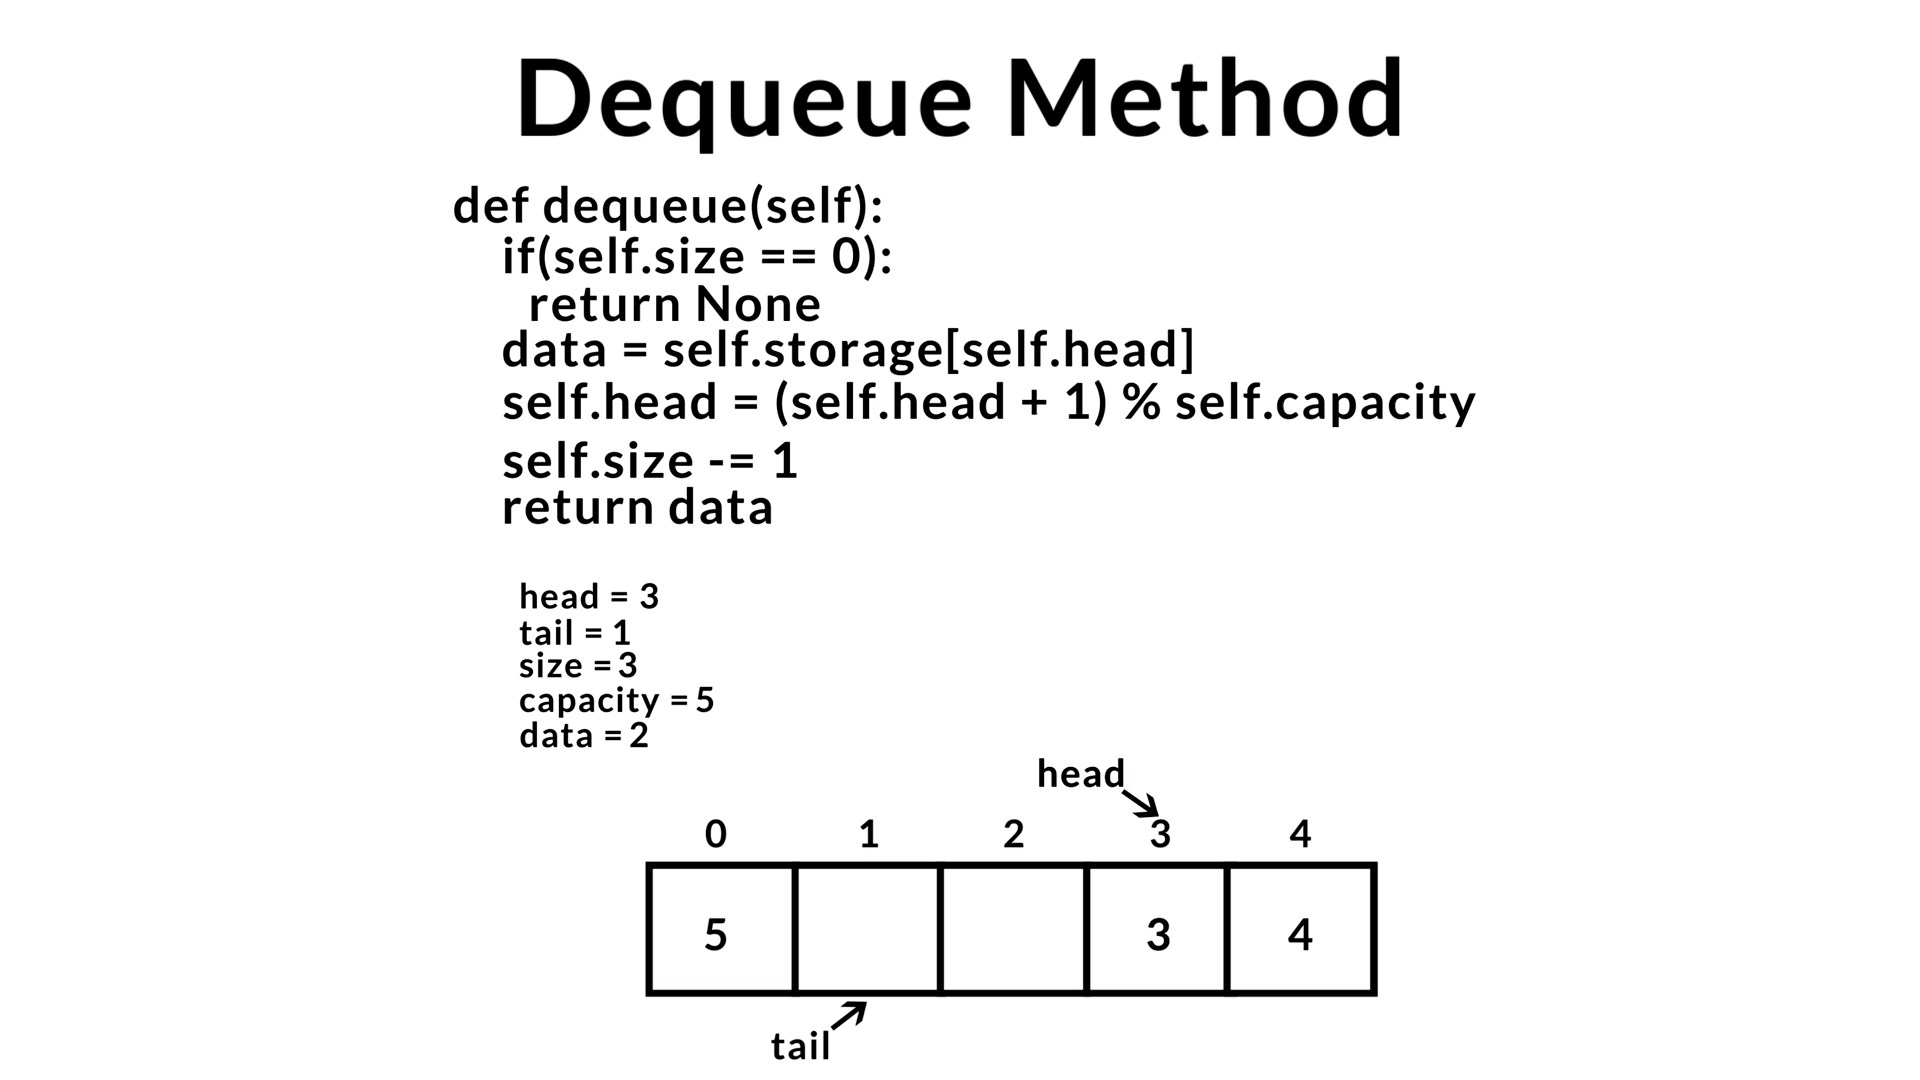 Dequeue Method
def dequeue(self):
if(self.size == 0):
return None
data = self.storage[self.head]
self.head = (self.head + 1) % self.capacity
self.size -= 1
return data
head = 3
tail = 1
size = 3
capacity = 5
data = 2
head
0 1 2 3 4
5 3 4
tail